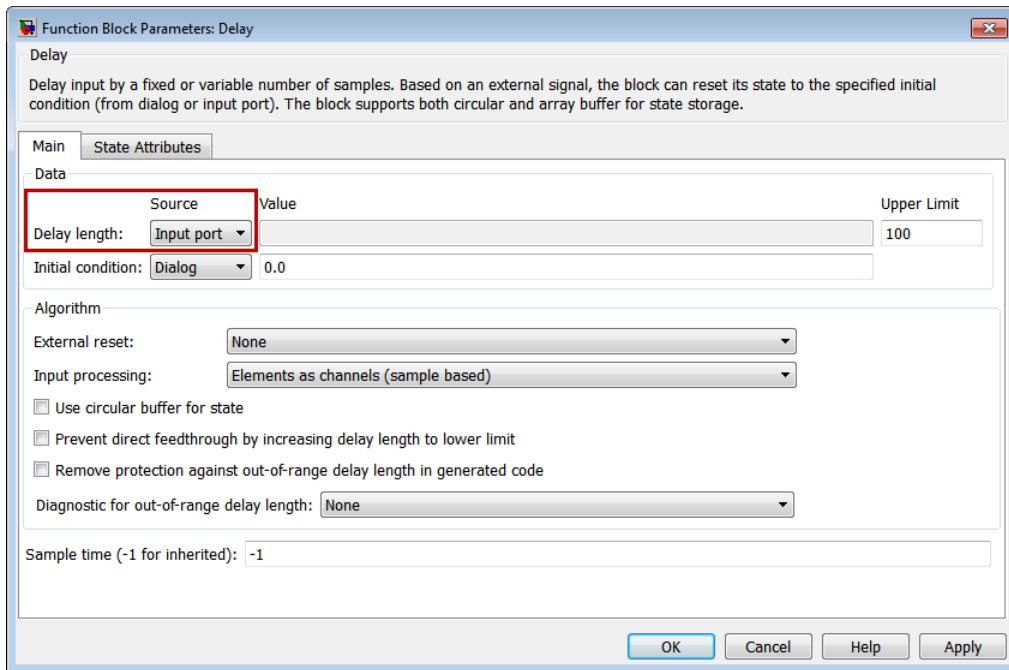 Function Block Parameters: Delay
Delay
Delay input by a fixed or variable number of samples. Based on an external signal, the block can reset its state to the specified initial
condition (from dialog or input port). The block supports both circular and array buffer for state storage.
Main State Attributes
Data
Source Value Upper Limit
Delay length: Input port 100
Initial condition: Dialog 0.0
Algorithm
External reset: None
Input processing: Elements as channels (sample based)
Use circular buffer for state
Prevent direct feedthrough by increasing delay length to lower limit
Remove protection against out-of-range delay length in generated code
Diagnostic for out-of-range delay length: None
Sample time (-1 for inherited): -1
OK Cancel Help Apply